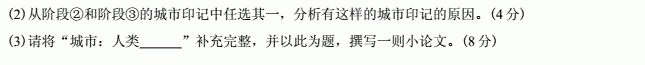 (2)从阶段②和阶段③的城市印记中任选其一，分析有这样的城市印记的原因。(4分)
(3)请将“城市：人类______”补充完整，并以此为题，撰写一则小论文。(8分)